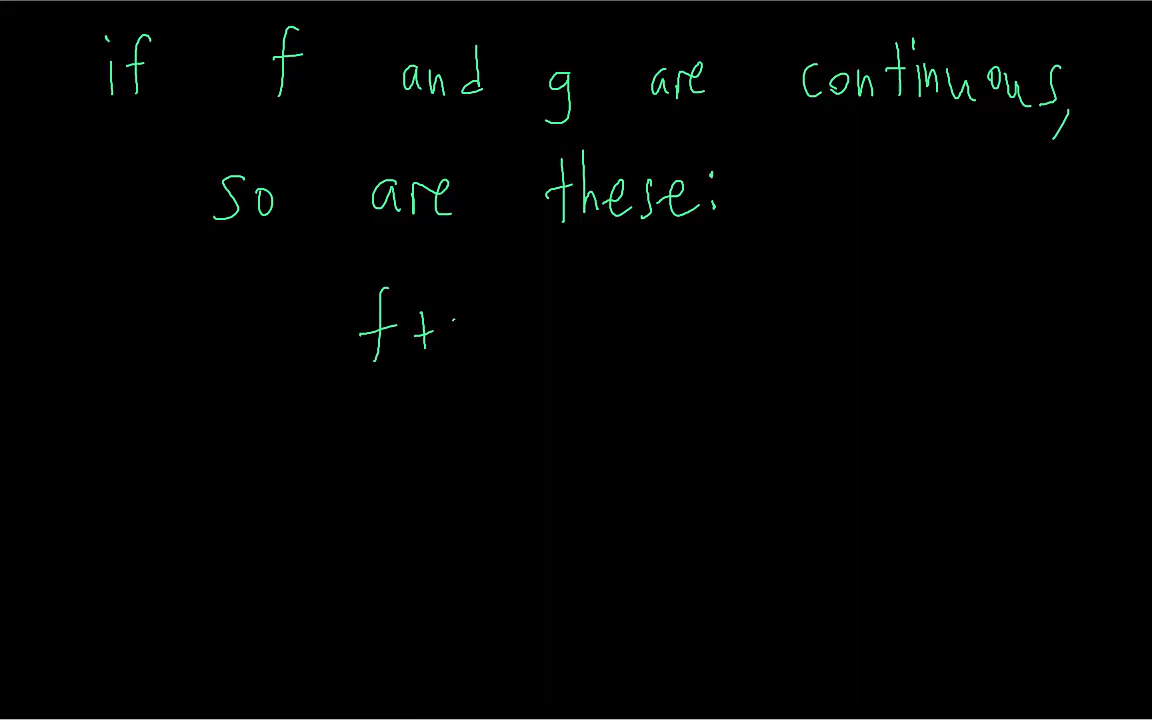 if f and g are continuous,
so are these:
f +